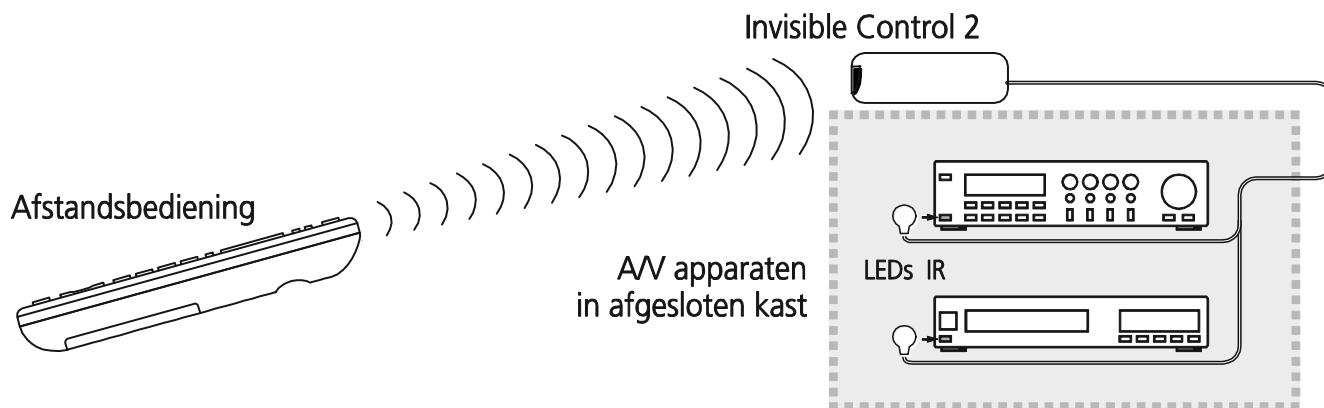 Invisible Control 2
Afstandsbediening
A/V apparaten
in afgesloten kast
LEDs IR